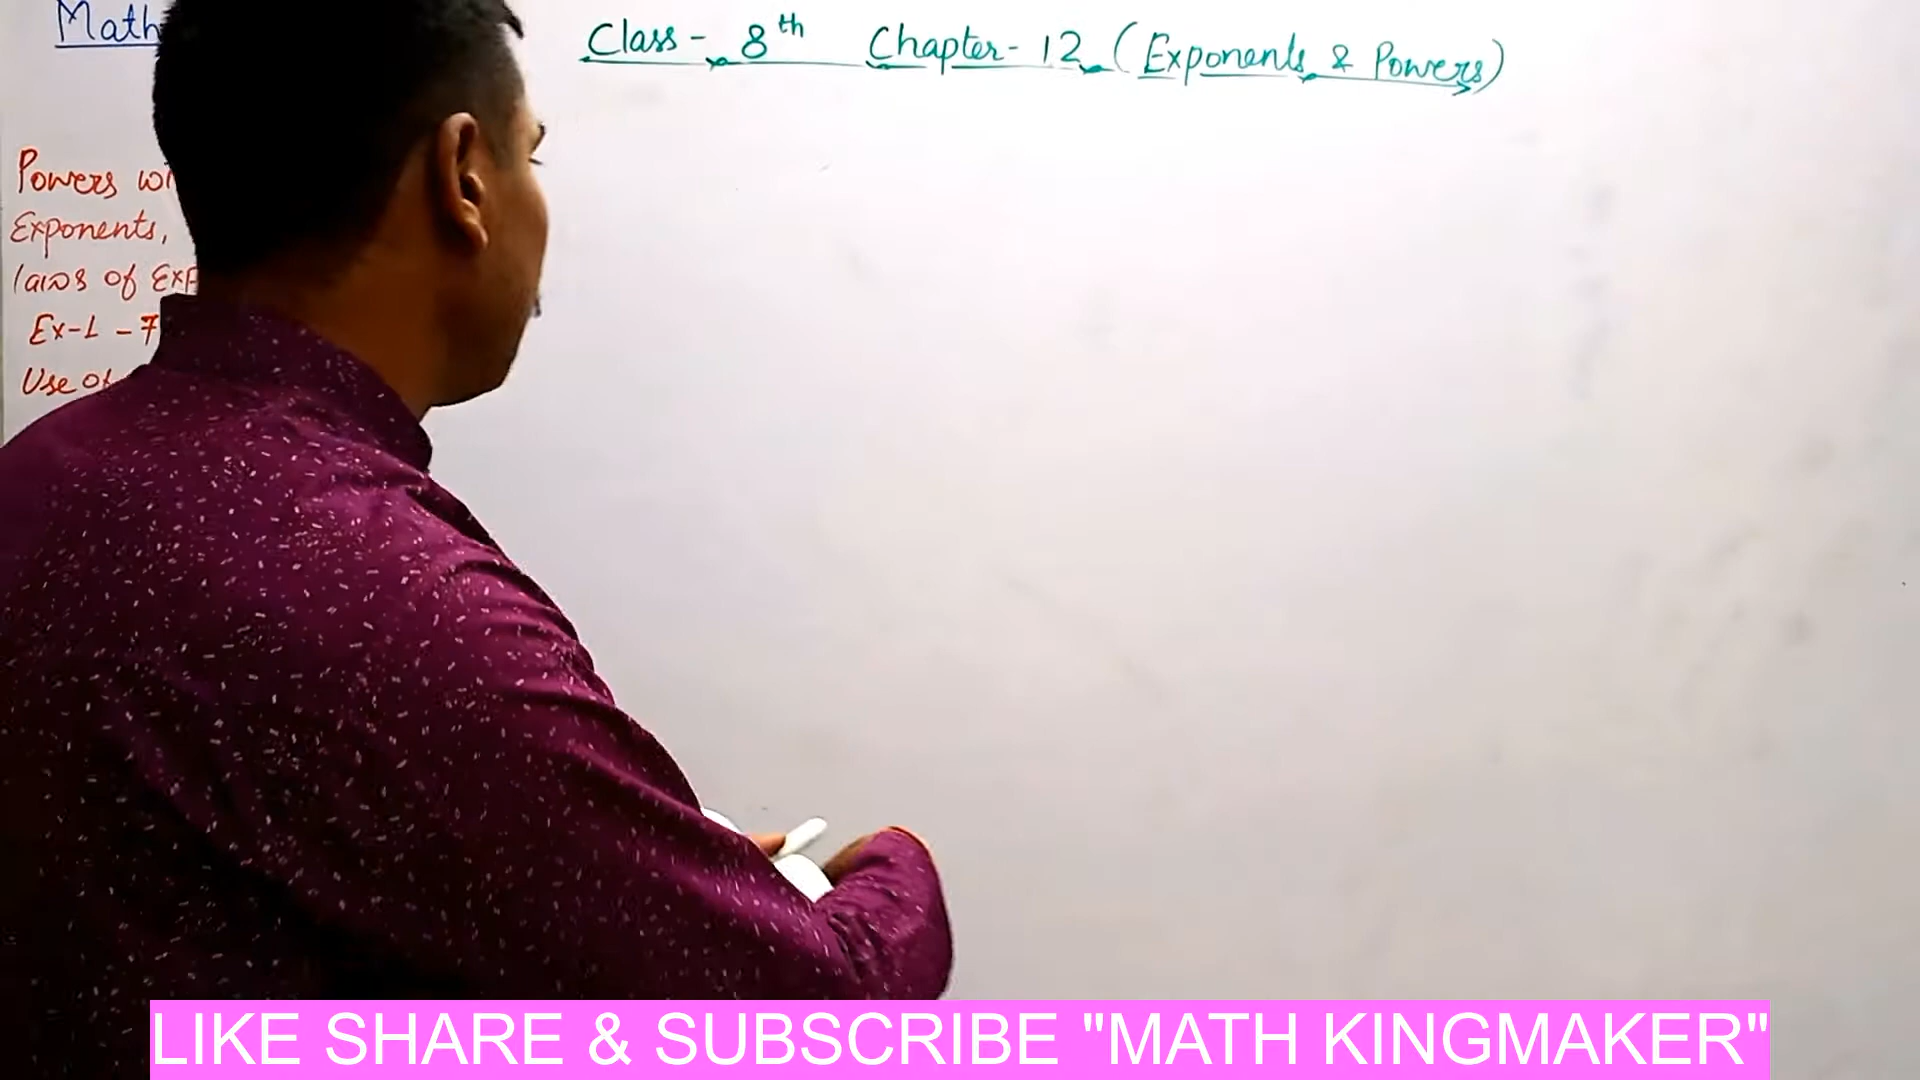 Math
Class- 8th Chapter- 12 (Exponents & Powers)
Powers
Exponents,
laws of Exp
Ex-1 - 7
Use of
LIKE SHARE & SUBSCRIBE "MATH KINGMAKER"